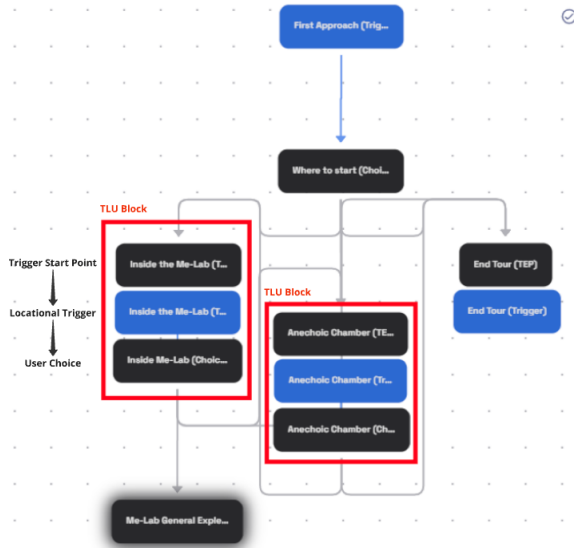 First Approach (Trig...
Where to start (Choi...
TLU Block
Trigger Start Point
Inside the Me-Lab (T...
End Tour (TEP)
TLU Block
Locational Trigger
Inside the Me-Lab (T...
End Tour (Trigger)
Anechoic Chamber (TE...
User Choice
Inside Me-Lab (Choic...
Anechoic Chamber (Tr...
Anechoic Chamber (Ch...
Me-Lab General Exple...